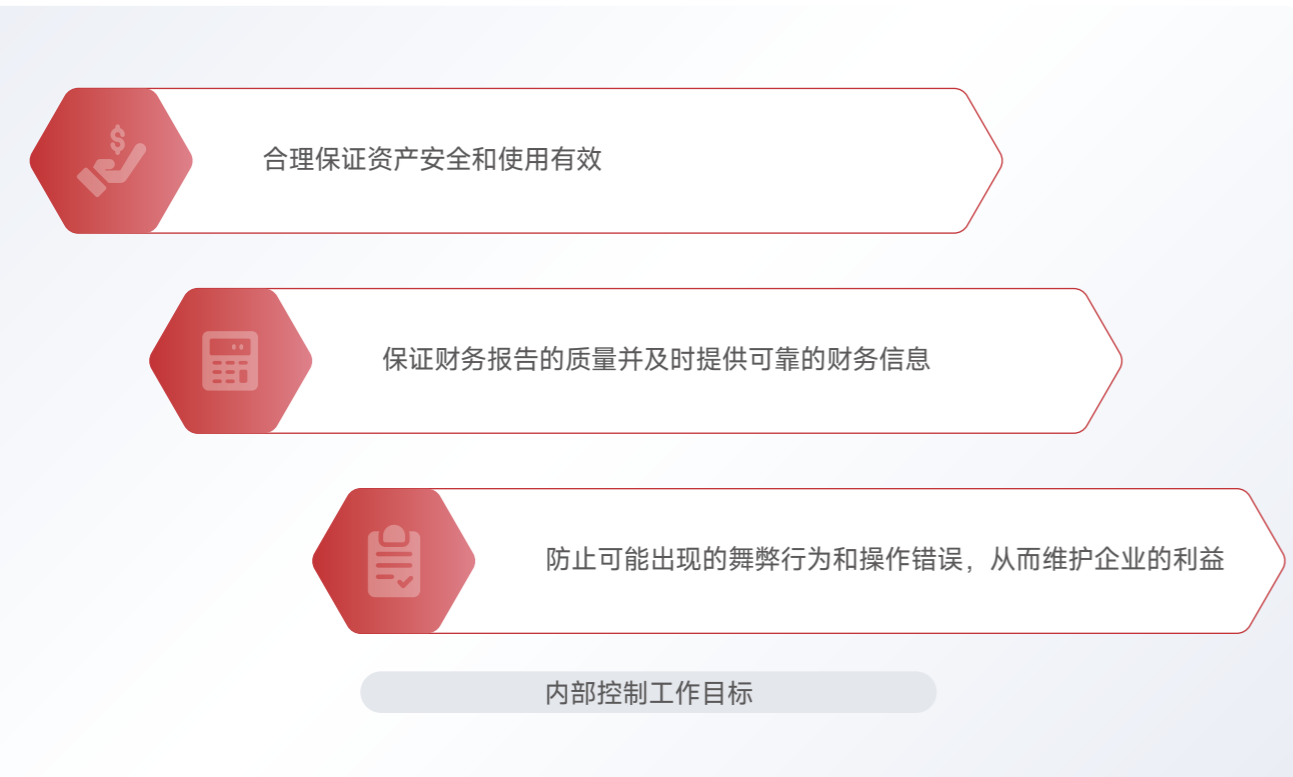 合理保证资产安全和使用有效
保证财务报告的质量并及时提供可靠的财务信息
防止可能出现的舞弊行为和操作错误，从而维护企业的利益
内部控制工作目标